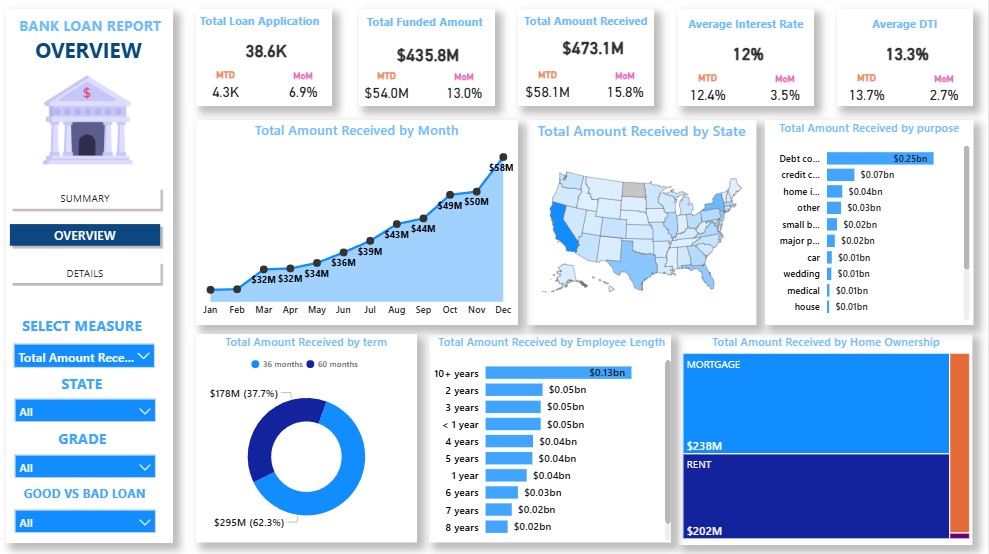 BANK LOAN REPORT
OVERVIEW
$
SUMMARY
OVERVIEW
DETAILS
SELECT MEASURE
Total Amount Rece...
STATE
All
GRADE
All
GOOD VS BAD LOAN
All
Total Loan Application
38.6K
MTD MoM
4.3K 6.9%
Total Funded Amount
$435.8M
MTD MoM
$54.0M 13.0%
Total Amount Received
$473.1M
MTD MoM
$58.1M 15.8%
Average Interest Rate
12%
MTD MoM
12.4% 3.5%
Average DTI
13.3%
MTD MoM
13.7% 2.7%
Total Amount Received by Month
$32M $32M $34M $36M $39M $43M $44M $49M $50M $58M
Jan Feb Mar Apr May Jun Jul Aug Sep Oct Nov Dec
Total Amount Received by State
Total Amount Received by purpose
Debt co... $0.25bn
credit c... $0.07bn
home i... $0.04bn
other $0.03bn
small b... $0.02bn
major p... $0.02bn
car $0.01bn
wedding $0.01bn
medical $0.01bn
house $0.01bn
Total Amount Received by term
36 months 60 months
$178M (37.7%)
$295M (62.3%)
Total Amount Received by Employee Length
10+ years $0.13bn
2 years $0.05bn
3 years $0.05bn
< 1 year $0.05bn
4 years $0.04bn
5 years $0.04bn
1 year $0.04bn
6 years $0.03bn
7 years $0.02bn
8 years $0.02bn
Total Amount Received by Home Ownership
MORTGAGE
$238M
RENT
$202M